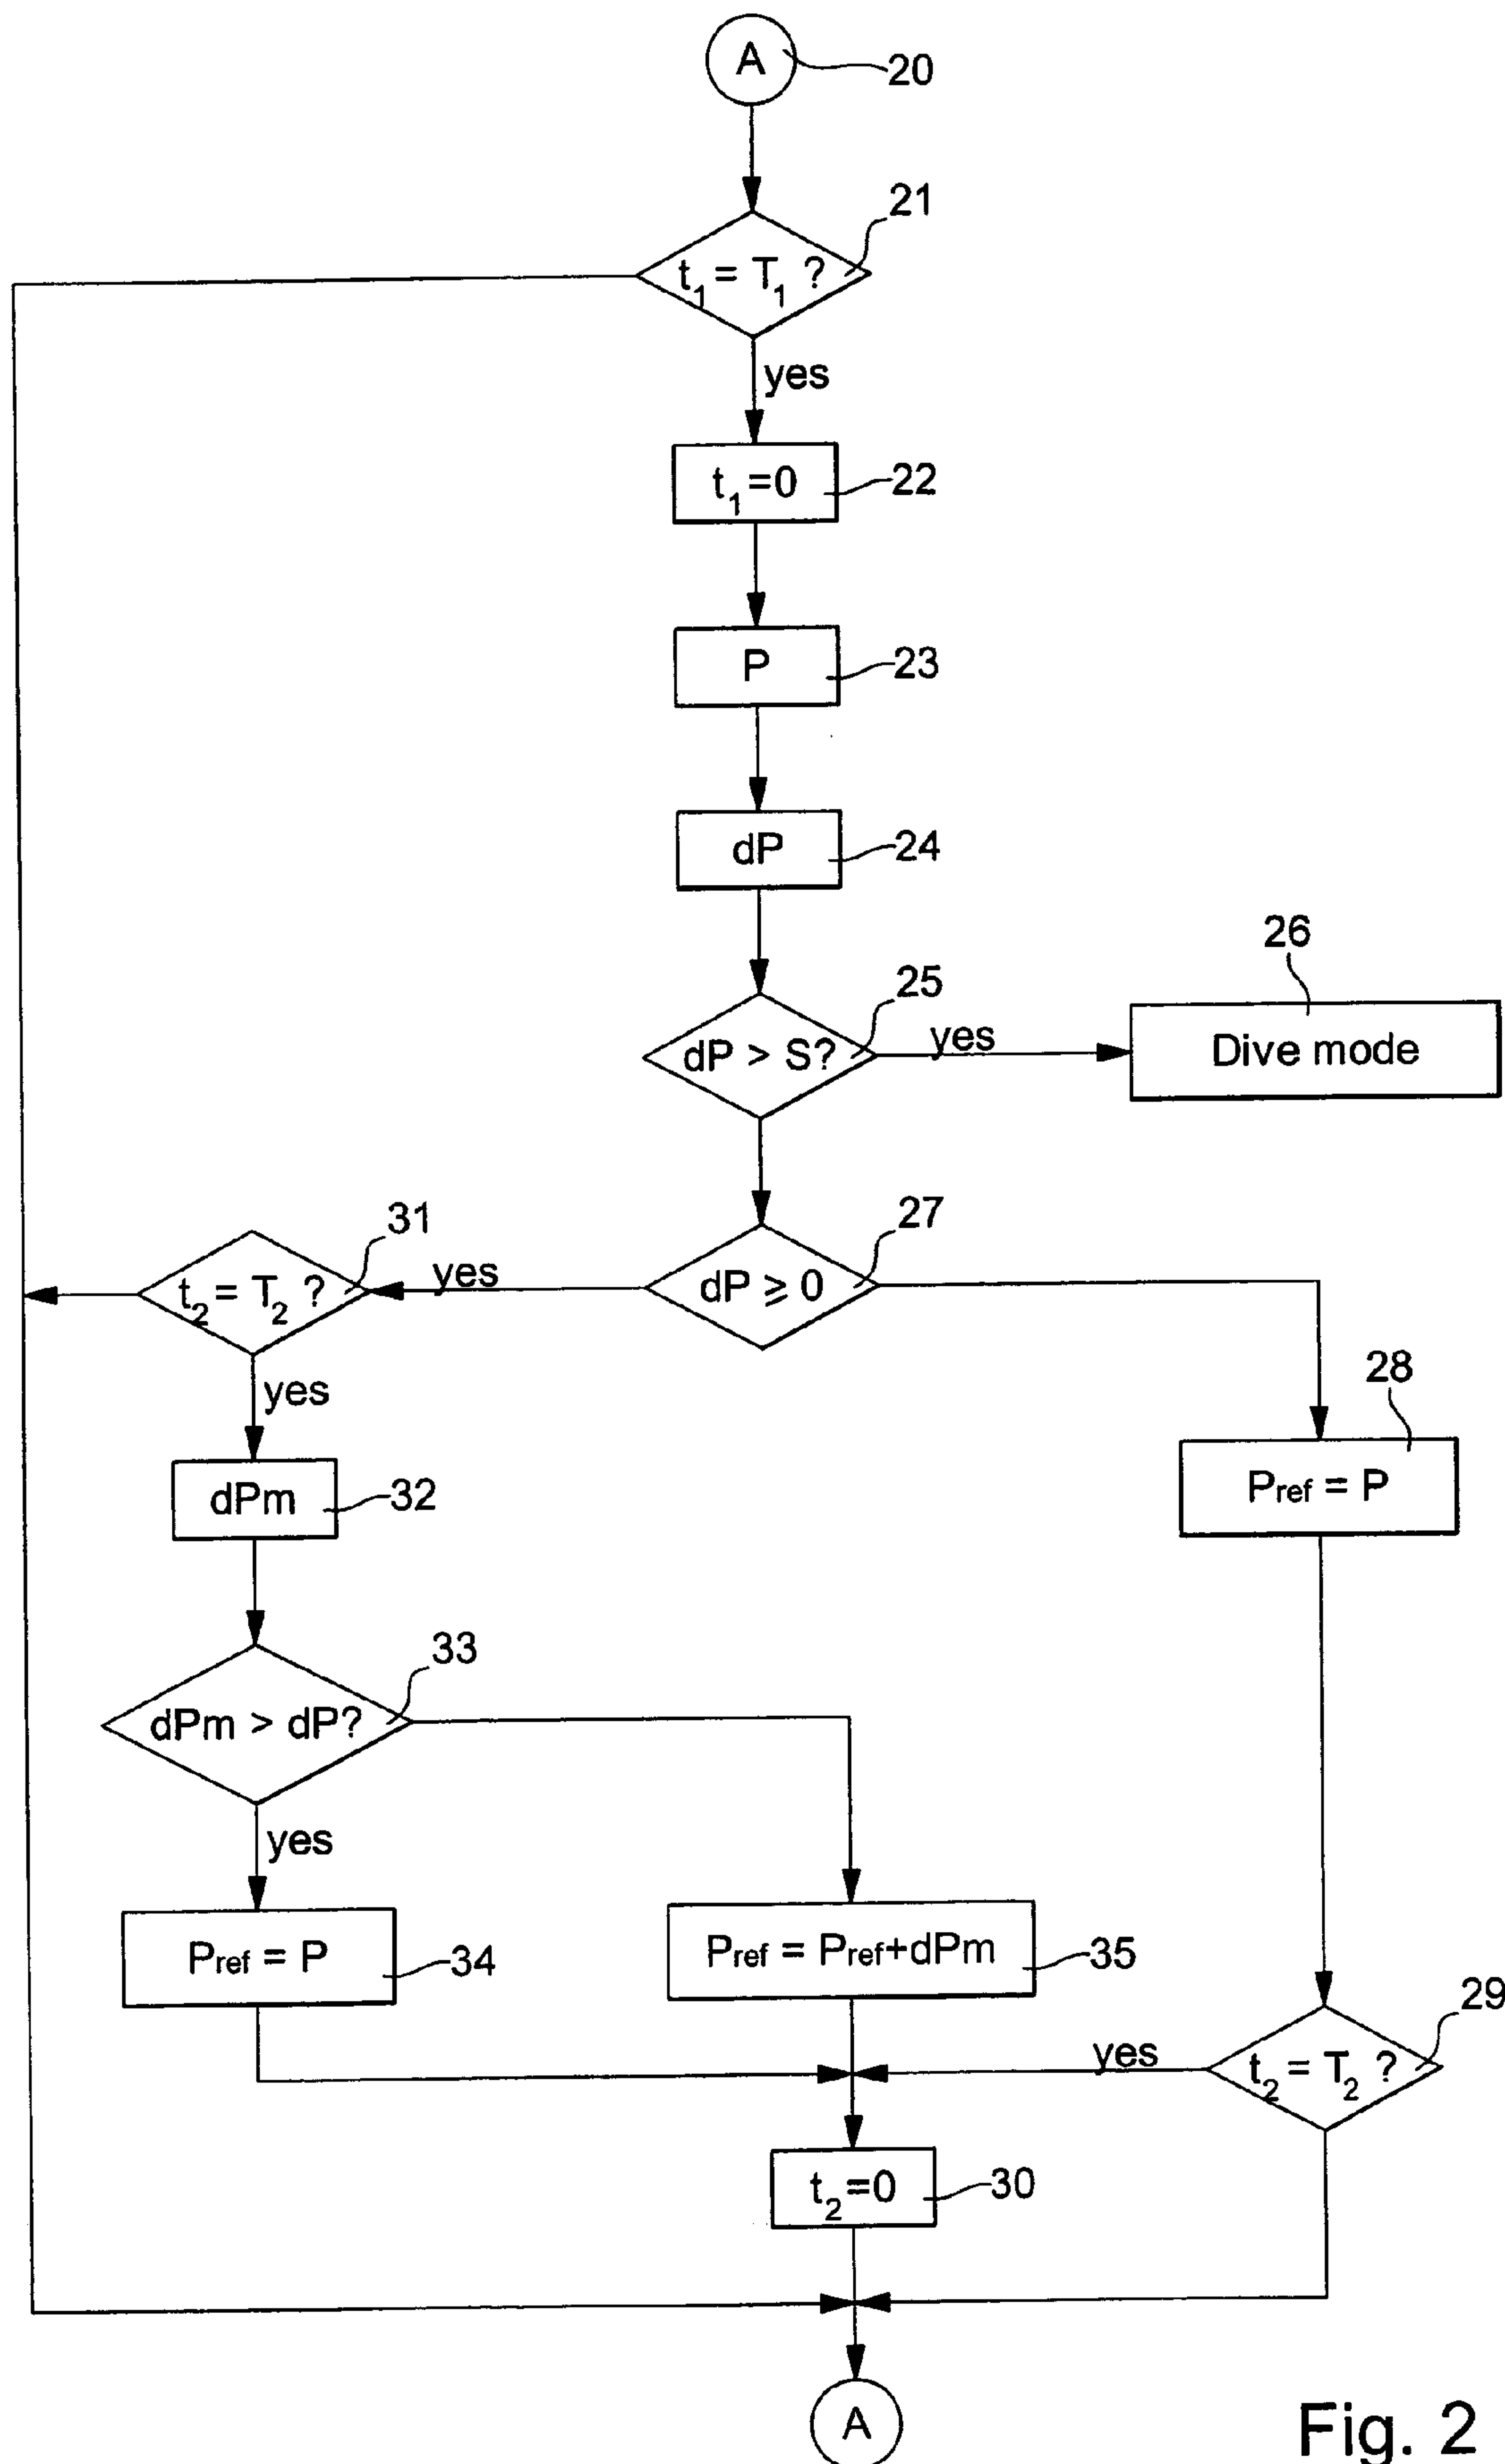 A
20
21
t₁ = T₁ ?
yes
t₁=0
22
P
23
dP
24
25
dP > S?
yes
26
Dive mode
31
t₂ = T₂ ?
yes
27
dP ≥ 0
yes
28
Pref = P
dPm
32
33
dPm > dP?
yes
Pref = P
34
Pref = Pref+dPm
35
29
yes
t₂ = T₂ ?
t₂=0
30
A
Fig. 2